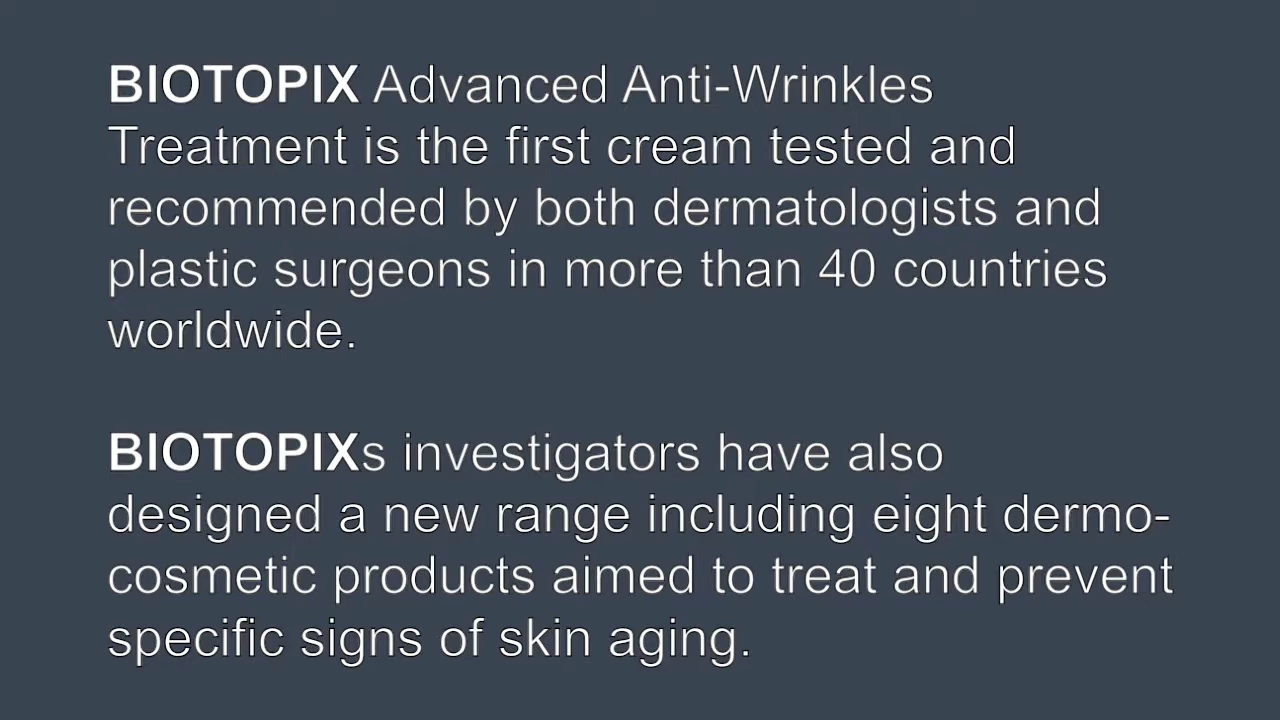 BIOTOPIX Advanced Anti-Wrinkles
Treatment is the first cream tested and
recommended by both dermatologists and
plastic surgeons in more than 40 countries
worldwide.
BIOTOPIXs investigators have also
designed a new range including eight dermo-
cosmetic products aimed to treat and prevent
specific signs of skin aging.